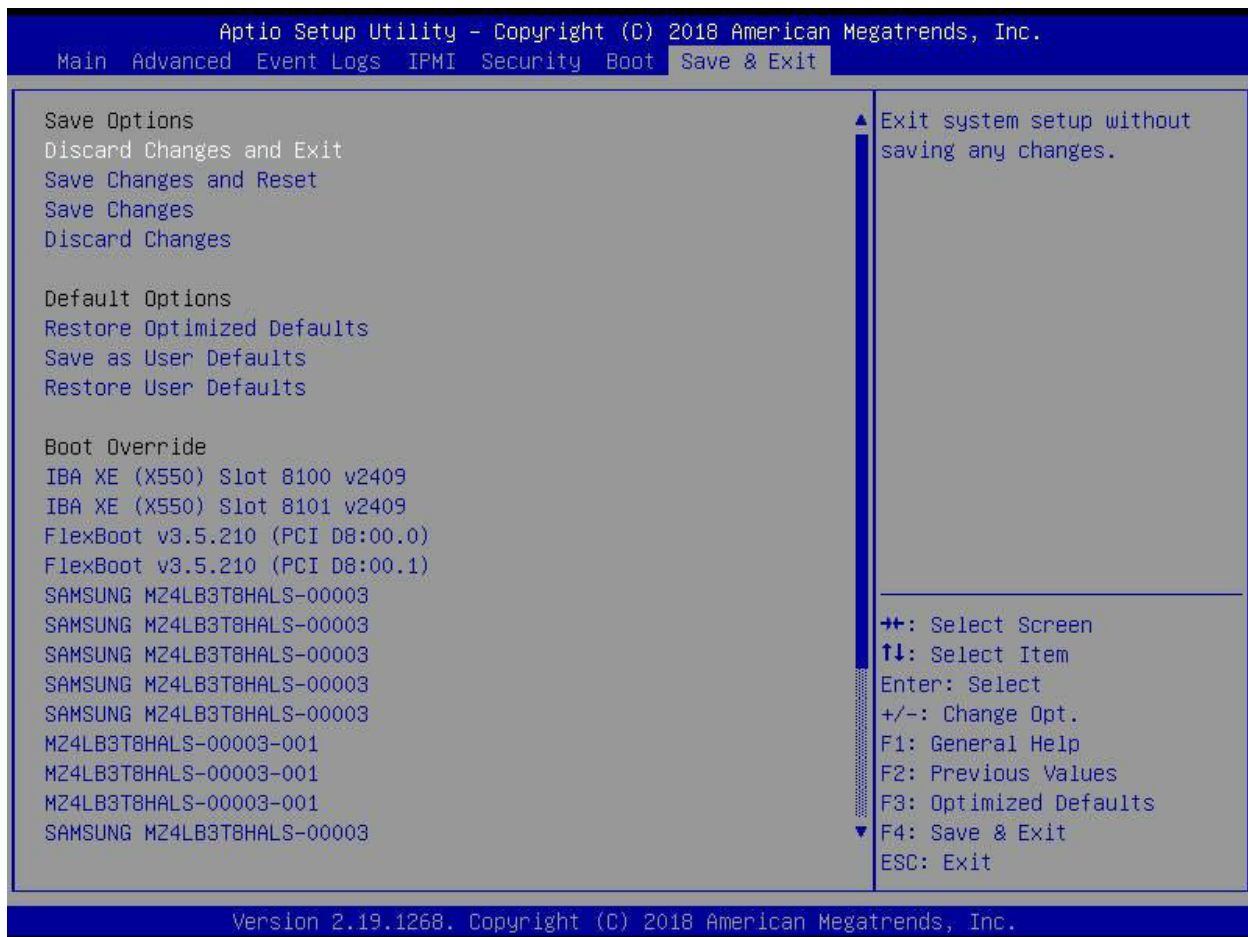 Aptio Setup Utility – Copyright (C) 2018 American Megatrends, Inc.
Main Advanced Event Logs IPMI Security Boot Save & Exit
Save Options
Discard Changes and Exit
Save Changes and Reset
Save Changes
Discard Changes
Default Options
Restore Optimized Defaults
Save as User Defaults
Restore User Defaults
Boot Override
IBA XE (X550) Slot 8100 v2409
IBA XE (X550) Slot 8101 v2409
FlexBoot v3.5.210 (PCI D8:00.0)
FlexBoot v3.5.210 (PCI D8:00.1)
SAMSUNG MZ4LB3T8HALS-00003
SAMSUNG MZ4LB3T8HALS-00003
SAMSUNG MZ4LB3T8HALS-00003
SAMSUNG MZ4LB3T8HALS-00003
SAMSUNG MZ4LB3T8HALS-00003
MZ4LB3T8HALS-00003-001
MZ4LB3T8HALS-00003-001
MZ4LB3T8HALS-00003-001
SAMSUNG MZ4LB3T8HALS-00003
Exit system setup without
saving any changes.
→←: Select Screen
↑↓: Select Item
Enter: Select
+/-: Change Opt.
F1: General Help
F2: Previous Values
F3: Optimized Defaults
F4: Save & Exit
ESC: Exit
Version 2.19.1268. Copyright (C) 2018 American Megatrends, Inc.